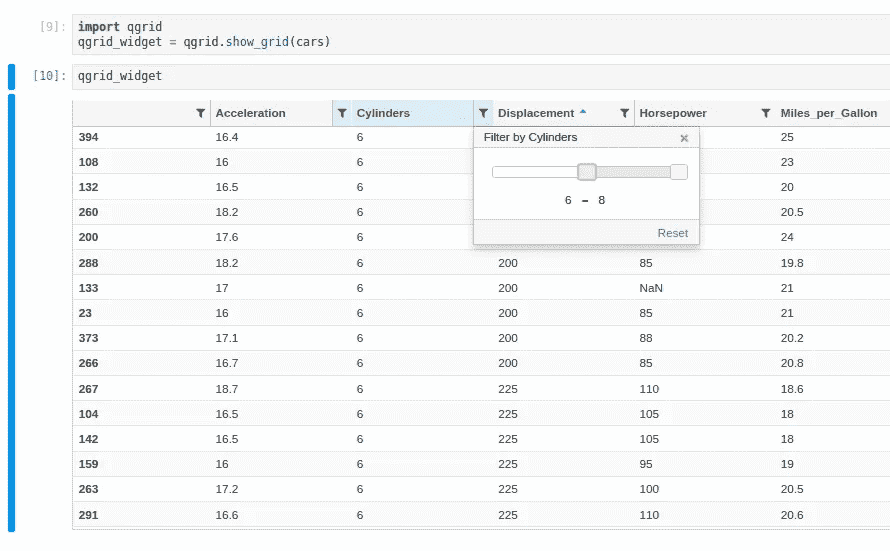 [9]: import qgrid
qgrid_widget = qgrid.show_grid(cars)
[10]: qgrid_widget
Acceleration Cylinders Displacement Horsepower Miles_per_Gallon
394 16.4 6 Filter by Cylinders × 25
108 16 6 23
132 16.5 6 20
260 18.2 6 6 – 8 20.5
200 17.6 6 Reset 24
288 18.2 6 200 85 19.8
133 17 6 200 NaN 21
23 16 6 200 85 21
373 17.1 6 200 88 20.2
266 16.7 6 200 85 20.8
267 18.7 6 225 110 18.6
104 16.5 6 225 105 18
142 16.5 6 225 105 18
159 16 6 225 95 19
263 17.2 6 225 100 20.5
291 16.6 6 225 110 20.6